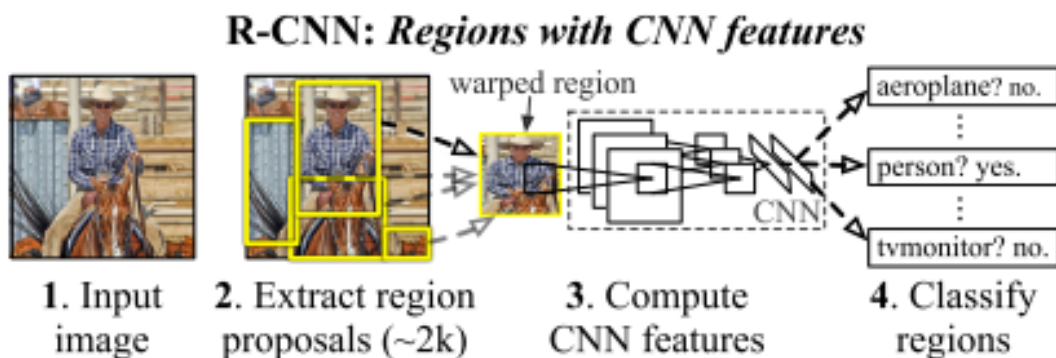 R-CNN: Regions with CNN features
warped region
aeroplane? no.
person? yes.
tvmonitor? no.
CNN
1. Input
image
2. Extract region
proposals (~2k)
3. Compute
CNN features
4. Classify
regions